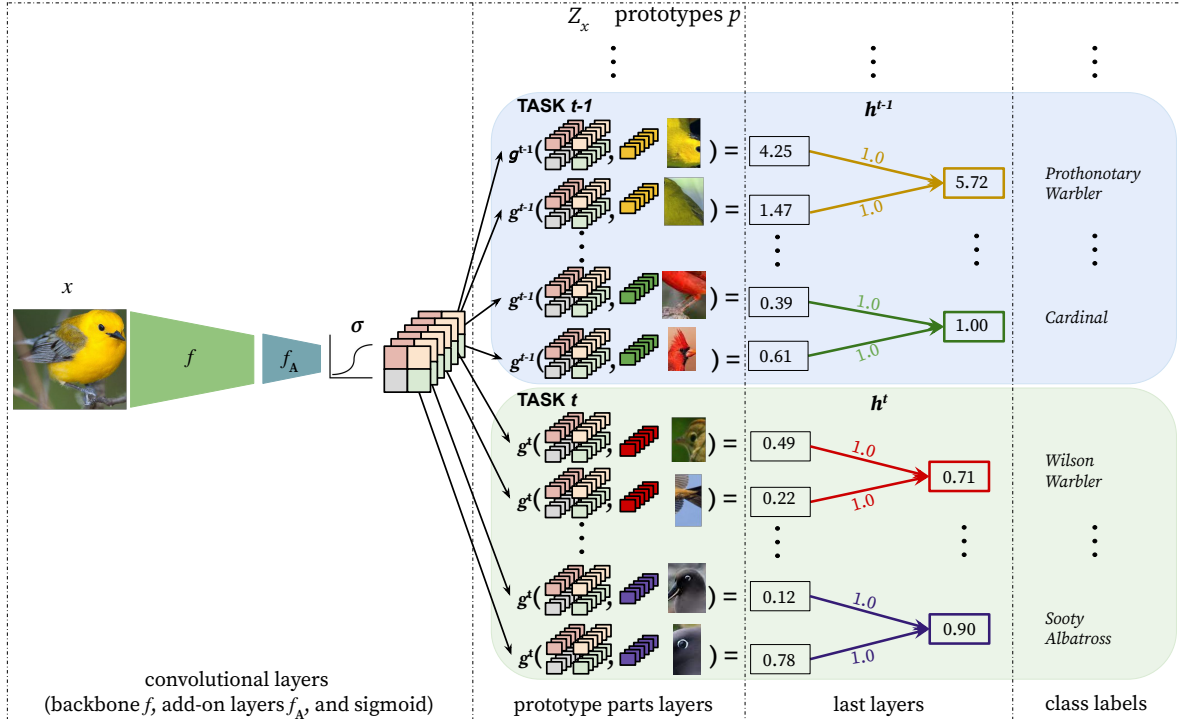 Z_x prototypes p
TASK t-1
h^{t-1}
g^{t-1}( , ) = 4.25
1.0
5.72
Prothonotary
Warbler
g^{t-1}( , ) = 1.47
1.0
g^{t-1}( , ) = 0.39
1.0
1.00
Cardinal
g^{t-1}( , ) = 0.61
1.0
x
f
f_A
σ
TASK t
h^t
g^t( , ) = 0.49
1.0
0.71
Wilson
Warbler
g^t( , ) = 0.22
1.0
g^t( , ) = 0.12
1.0
0.90
Sooty
Albatross
g^t( , ) = 0.78
1.0
convolutional layers
(backbone f, add-on layers f_A, and sigmoid)
prototype parts layers
last layers
class labels